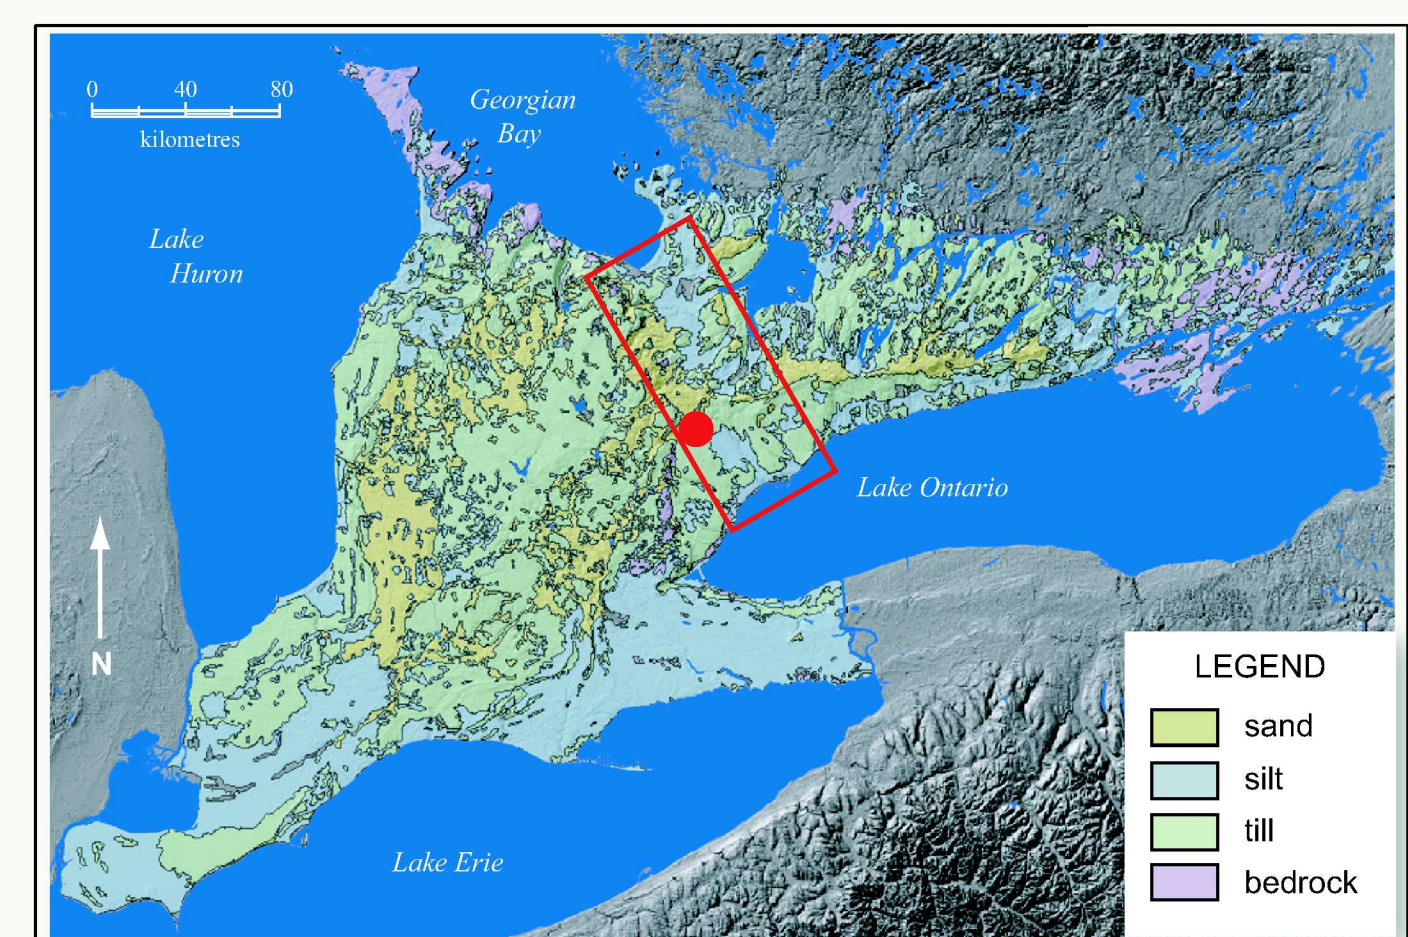 0 40 80
kilometres
Georgian
Bay
Lake
Huron
Lake Ontario
N
Lake Erie
LEGEND
sand
silt
till
bedrock